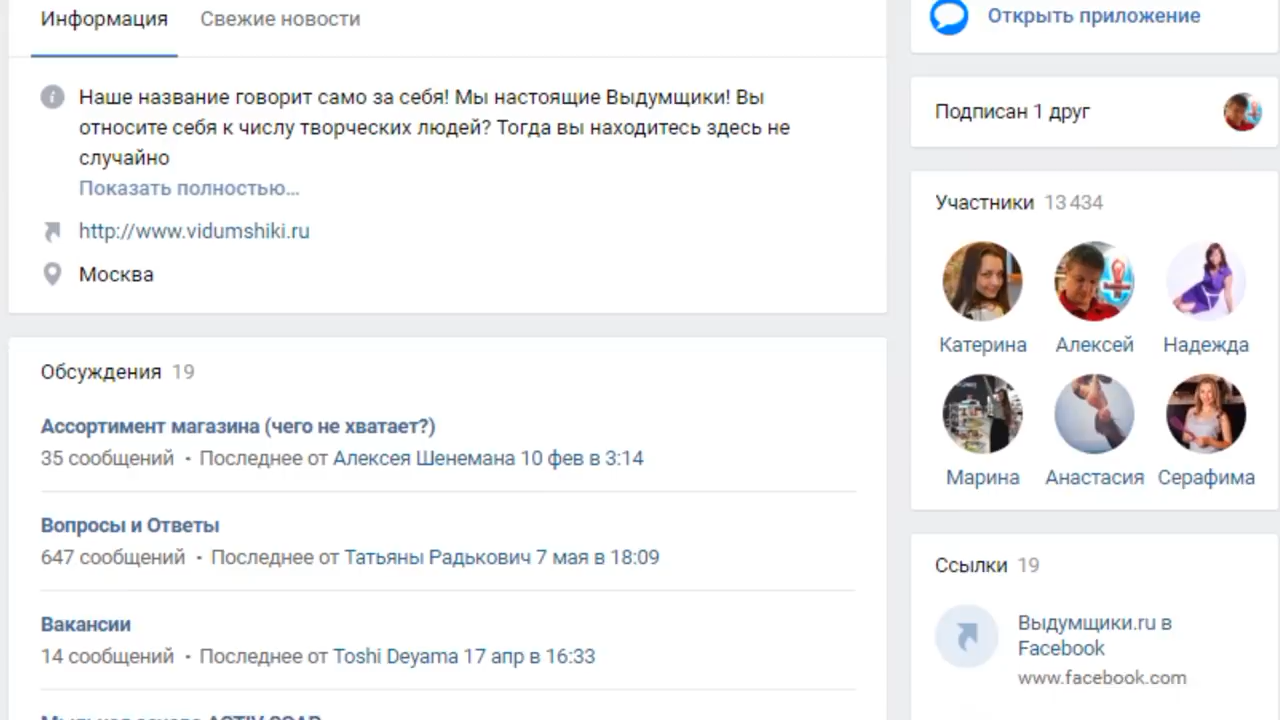 Информация Свежие новости
Наше название говорит само за себя! Мы настоящие Выдумщики! Вы
относите себя к числу творческих людей? Тогда вы находитесь здесь не
случайно
Показать полностью...
http://www.vidumshiki.ru
Москва
Обсуждения 19
Ассортимент магазина (чего не хватает?)
35 сообщений · Последнее от Алексея Шенемана 10 фев в 3:14
Вопросы и Ответы
647 сообщений · Последнее от Татьяны Радькович 7 мая в 18:09
Вакансии
14 сообщений · Последнее от Toshi Deyama 17 апр в 16:33
Открыть приложение
Подписан 1 друг
Участники 13 434
Катерина Алексей Надежда
Марина Анастасия Серафима
Ссылки 19
Выдумщики.ru в
Facebook
www.facebook.com